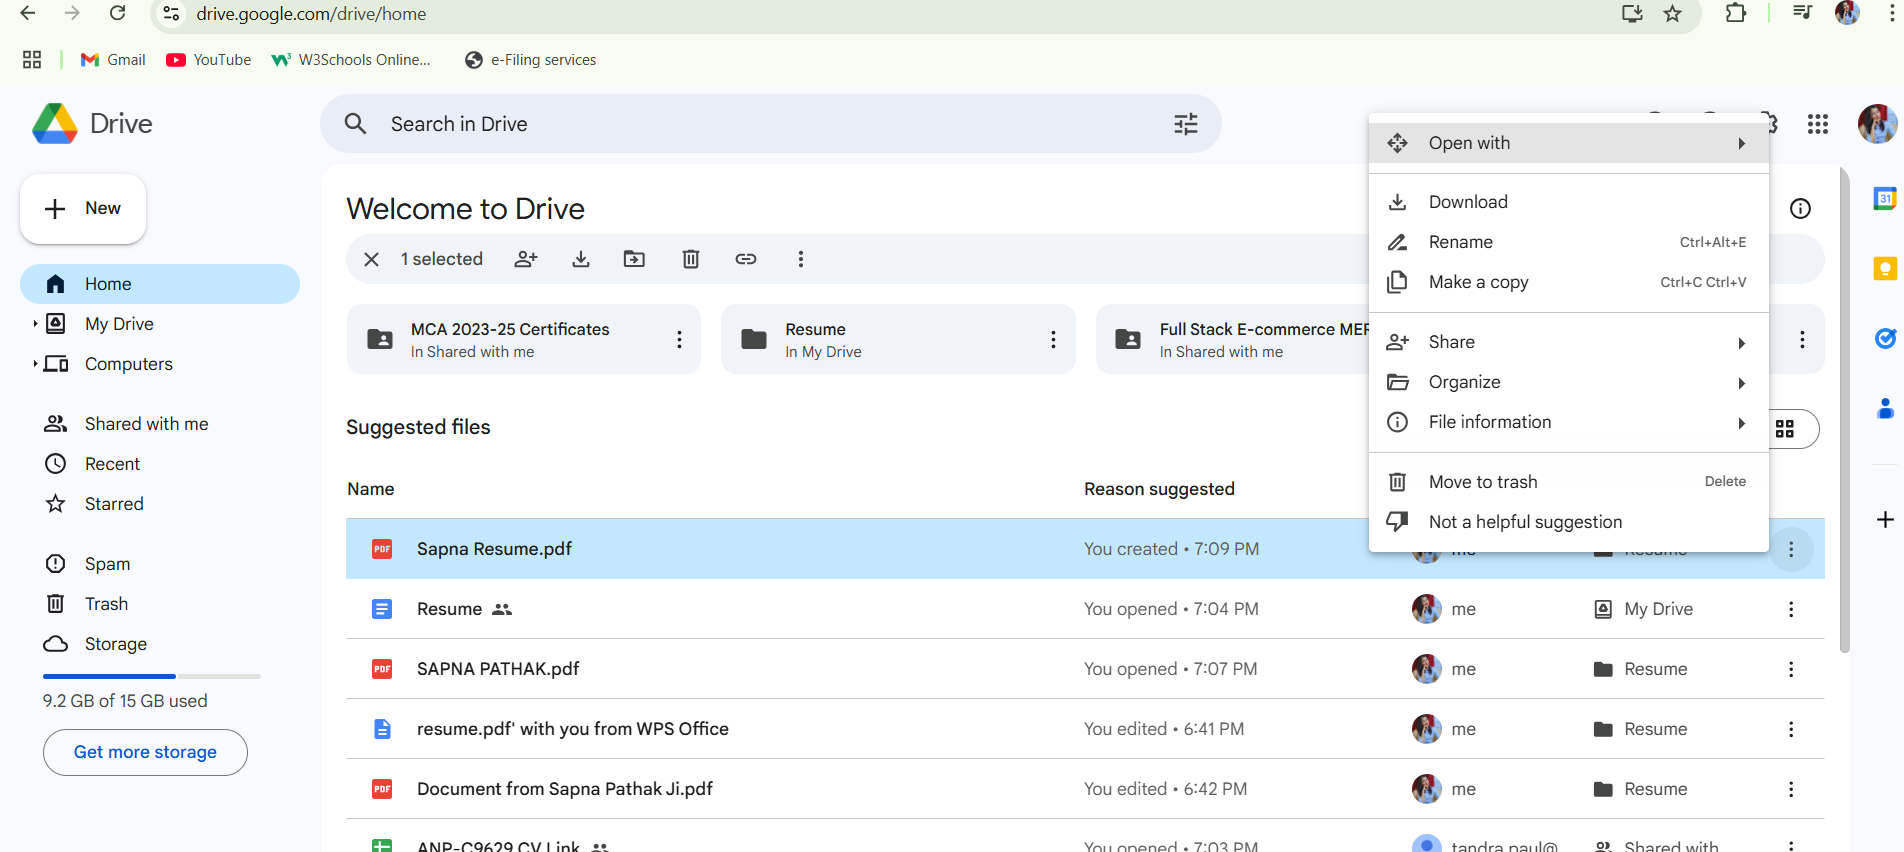 drive.google.com/drive/home
Gmail
YouTube
W3Schools Online...
e-Filing services
Drive
Search in Drive
New
Home
My Drive
Computers
Shared with me
Recent
Starred
Spam
Trash
Storage
9.2 GB of 15 GB used
Get more storage
Welcome to Drive
1 selected
MCA 2023-25 Certificates
In Shared with me
Resume
In My Drive
Full Stack E-commerce MER
In Shared with me
Suggested files
Name Reason suggested
Sapna Resume.pdf You created • 7:09 PM me Resume
Resume You opened • 7:04 PM me My Drive
SAPNA PATHAK.pdf You opened • 7:07 PM me Resume
resume.pdf' with you from WPS Office You edited • 6:41 PM me Resume
Document from Sapna Pathak Ji.pdf You edited • 6:42 PM me Resume
ANP-C9629 CV Link You opened • 7:03 PM tandra.paul@ Shared with
Open with
Download
Rename Ctrl+Alt+E
Make a copy Ctrl+C Ctrl+V
Share
Organize
File information
Move to trash Delete
Not a helpful suggestion
31